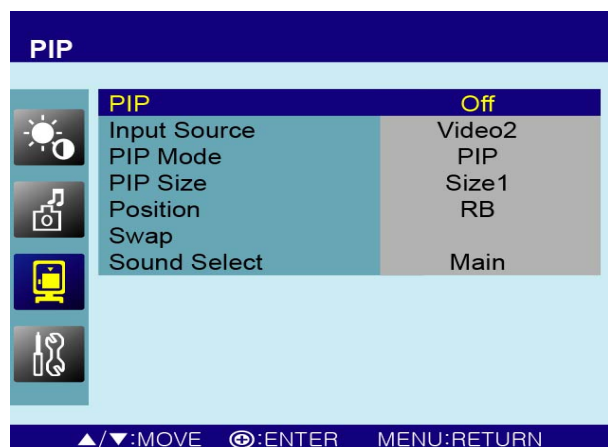 PIP
PIP Off
Input Source Video2
PIP Mode PIP
PIP Size Size1
Position RB
Swap
Sound Select Main
▲/▼:MOVE ⊕:ENTER MENU:RETURN